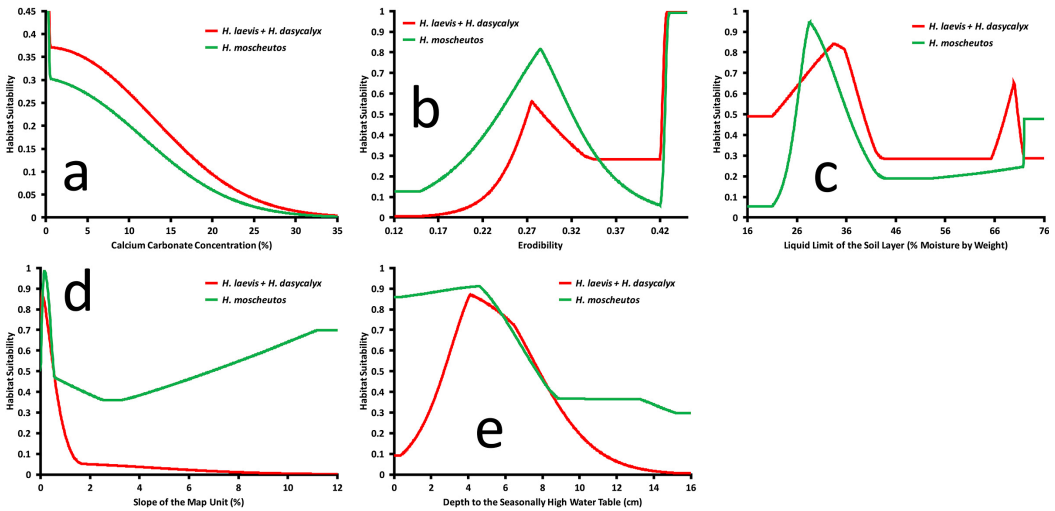 0.45
0.4
0.35
0.3
0.25
0.2
0.15
0.1
0.05
0
Habitat Suitability
H. laevis + H. dasycalyx
H. moscheutos
a
0 5 10 15 20 25 30 35
Calcium Carbonate Concentration (%)
1
0.9
0.8
0.7
0.6
0.5
0.4
0.3
0.2
0.1
0
Habitat Suitability
H. laevis + H. dasycalyx
H. moscheutos
b
0.12 0.17 0.22 0.27 0.32 0.37 0.42
Erodibility
1
0.9
0.8
0.7
0.6
0.5
0.4
0.3
0.2
0.1
0
Habitat Suitability
H. laevis + H. dasycalyx
H. moscheutos
c
16 26 36 46 56 66 76
Liquid Limit of the Soil Layer (% Moisture by Weight)
1
0.9
0.8
0.7
0.6
0.5
0.4
0.3
0.2
0.1
0
Habitat Suitability
d
H. laevis + H. dasycalyx
H. moscheutos
0 2 4 6 8 10 12
Slope of the Map Unit (%)
1
0.9
0.8
0.7
0.6
0.5
0.4
0.3
0.2
0.1
0
Habitat Suitability
H. laevis + H. dasycalyx
H. moscheutos
e
0 2 4 6 8 10 12 14 16
Depth to the Seasonally High Water Table (cm)